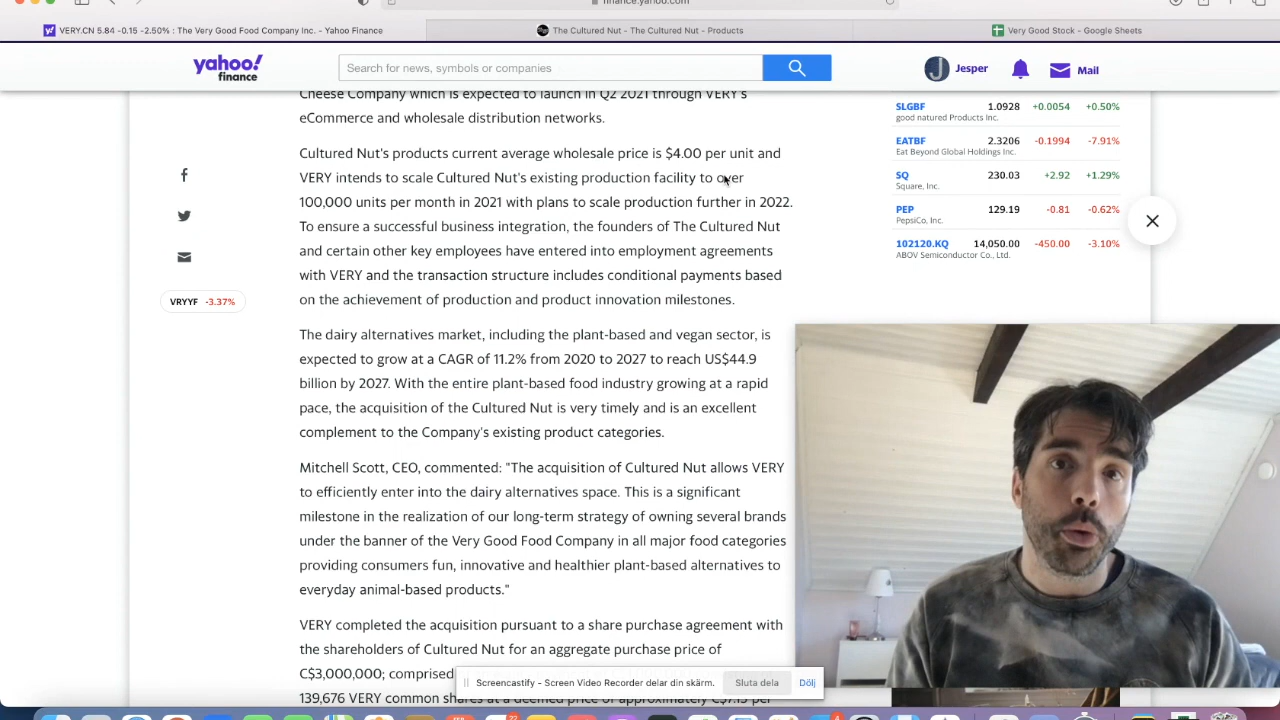 finance.yahoo.com
VERY.CN 5.84 -0.15 -2.50% : The Very Good Food Company Inc. - Yahoo Finance
The Cultured Nut - The Cultured Nut - Products
Very Good Stock - Google Sheets
yahoo!
finance
Search for news, symbols or companies
Jesper
Mail
Cheese Company which is expected to launch in Q2 2021 through VERY's
eCommerce and wholesale distribution networks.
Cultured Nut's products current average wholesale price is $4.00 per unit and
VERY intends to scale Cultured Nut's existing production facility to over
100,000 units per month in 2021 with plans to scale production further in 2022.
To ensure a successful business integration, the founders of The Cultured Nut
and certain other key employees have entered into employment agreements
with VERY and the transaction structure includes conditional payments based
on the achievement of production and product innovation milestones.
The dairy alternatives market, including the plant-based and vegan sector, is
expected to grow at a CAGR of 11.2% from 2020 to 2027 to reach US$44.9
billion by 2027. With the entire plant-based food industry growing at a rapid
pace, the acquisition of the Cultured Nut is very timely and is an excellent
complement to the Company's existing product categories.
Mitchell Scott, CEO, commented: "The acquisition of Cultured Nut allows VERY
to efficiently enter into the dairy alternatives space. This is a significant
milestone in the realization of our long-term strategy of owning several brands
under the banner of the Very Good Food Company in all major food categories
providing consumers fun, innovative and healthier plant-based alternatives to
everyday animal-based products."
VERY completed the acquisition pursuant to a share purchase agreement with
the shareholders of Cultured Nut for an aggregate purchase price of
C$3,000,000; comprised
139,676 VERY common shares at a deemed price of approximately C$7.15 per
VRYYF -3.37%
SLGBF 1.0928 +0.0054 +0.50%
good natured Products Inc.
EATBF 2.3206 -0.1994 -7.91%
Eat Beyond Global Holdings Inc.
SQ 230.03 +2.92 +1.29%
Square, Inc.
PEP 129.19 -0.81 -0.62%
PepsiCo, Inc.
102120.KQ 14,050.00 -450.00 -3.10%
ABOV Semiconductor Co., Ltd.
Screencastify - Screen Video Recorder delar din skärm.
Sluta dela
Dölj